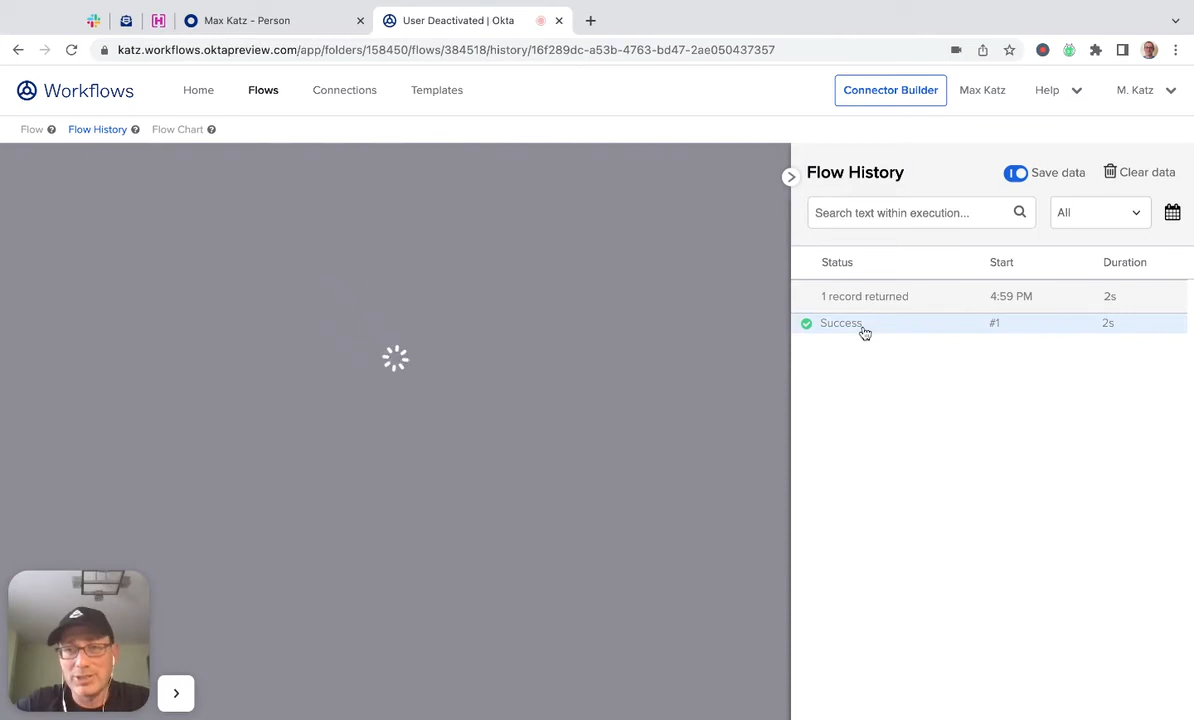 Max Katz - Person
User Deactivated | Okta
katz.workflows.oktapreview.com/app/folders/158450/flows/384518/history/16f289dc-a53b-4763-bd47-2ae050437357
Workflows
Home
Flows
Connections
Templates
Connector Builder
Max Katz
Help
M. Katz
Flow
Flow History
Flow Chart
Flow History
Save data
Clear data
Search text within execution...
All
Status
Start
Duration
1 record returned
4:59 PM
2s
Success
#1
2s